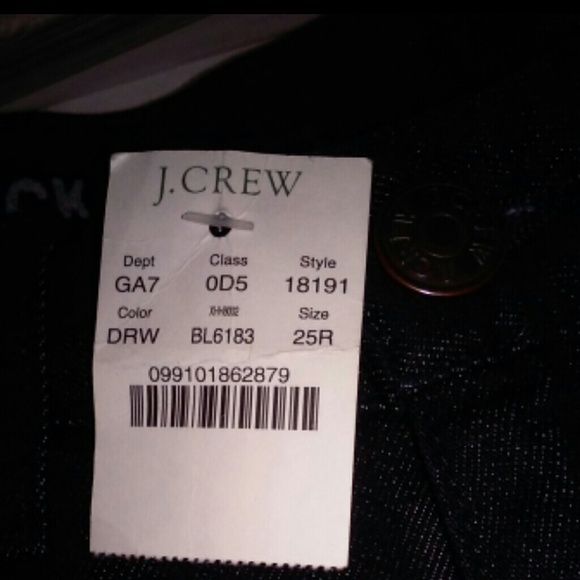 J.CREW
Dept Class Style
GA7 0D5 18191
Color Size
DRW BL6183 25R
099101862879